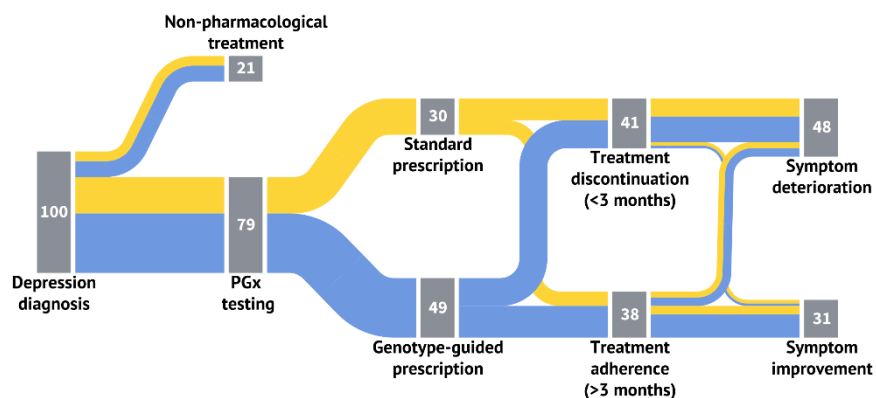 Non-pharmacological
treatment
21
30
Standard
prescription
41
Treatment
discontinuation
(<3 months)
48
Symptom
deterioration
100
Depression
diagnosis
79
PGx
testing
49
Genotype-guided
prescription
38
Treatment
adherence
(>3 months)
31
Symptom
improvement